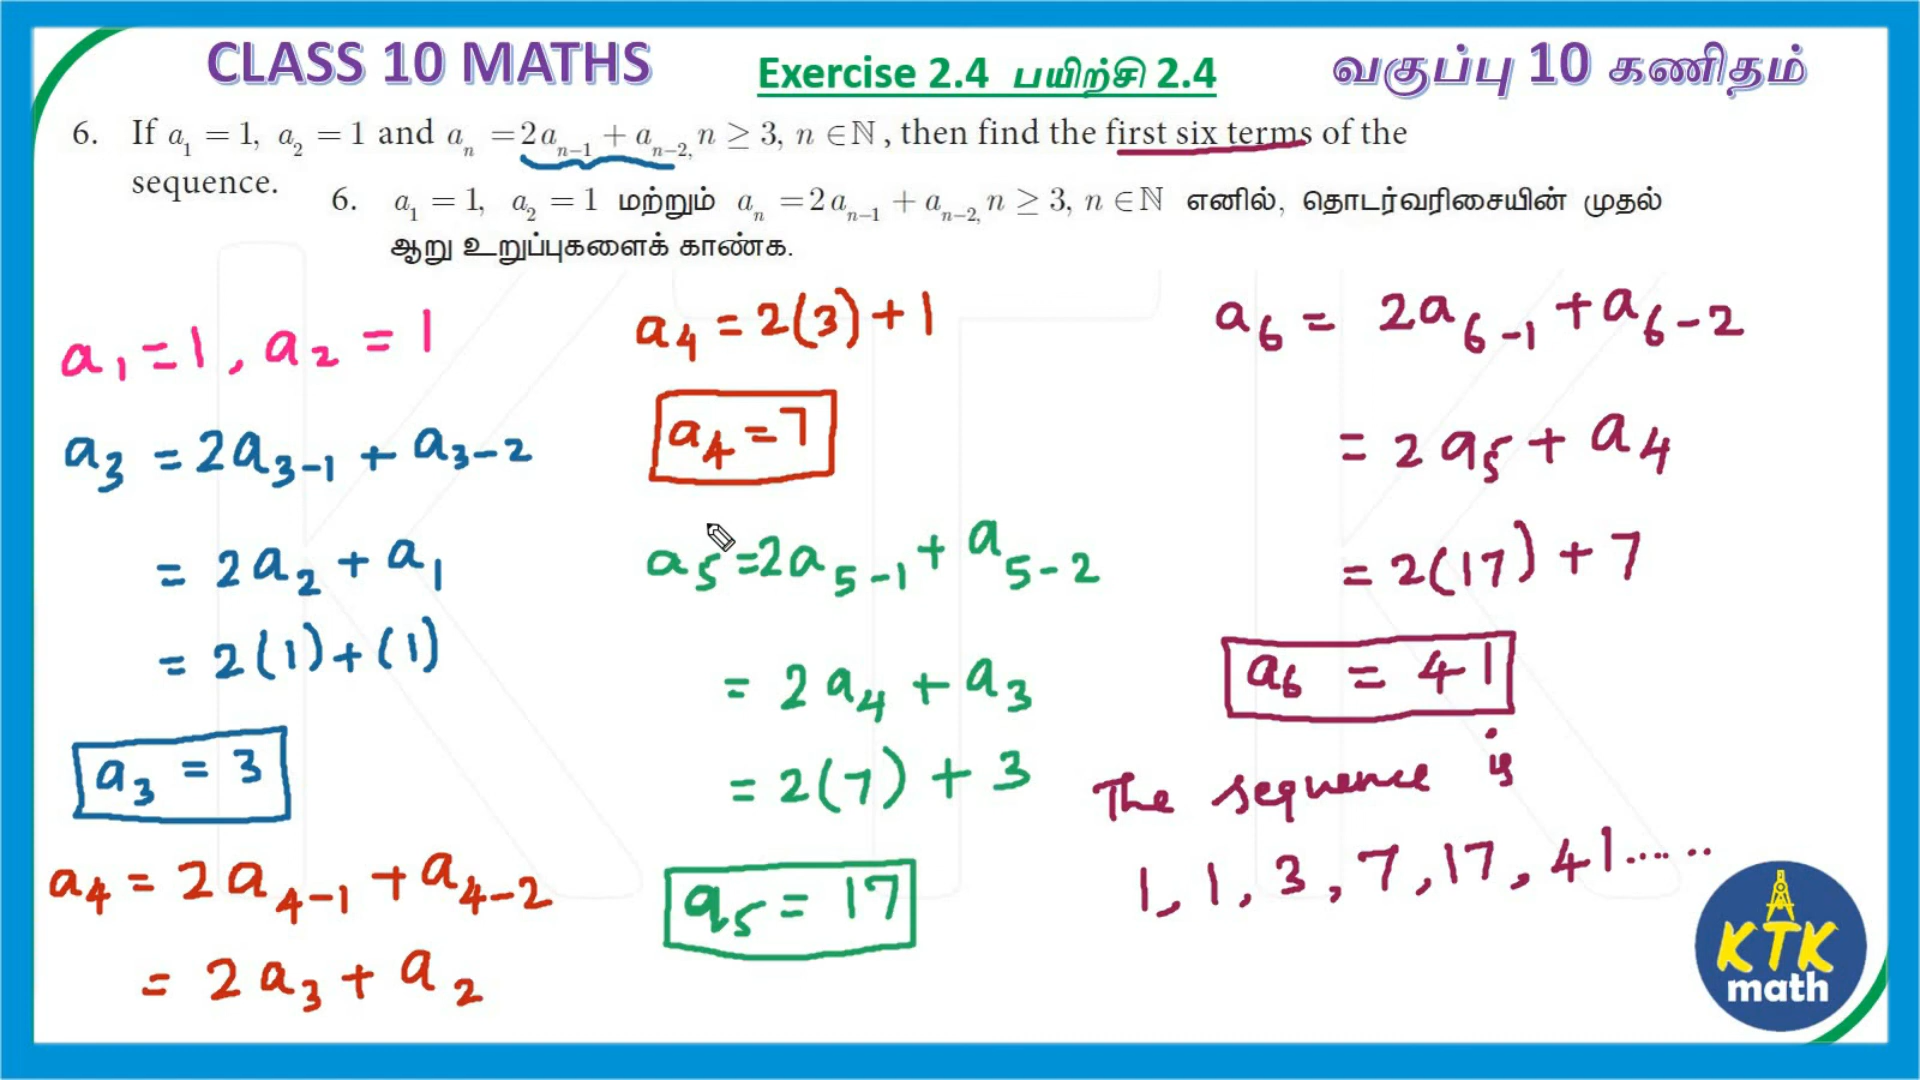 CLASS 10 MATHS
Exercise 2.4 பயிற்சி 2.4
வகுப்பு 10 கணிதம்
6. If a₁ = 1, a₂ = 1 and aₙ = 2aₙ₋₁ + aₙ₋₂, n ≥ 3, n ∈ ℕ, then find the first six terms of the
sequence.
6. a₁ = 1, a₂ = 1 மற்றும் aₙ = 2aₙ₋₁ + aₙ₋₂, n ≥ 3, n ∈ ℕ எனில், தொடர்வரிசையின் முதல்
ஆறு உறுப்புகளைக் காண்க.
a₁ = 1, a₂ = 1
a₃ = 2a₃₋₁ + a₃₋₂
= 2a₂ + a₁
= 2(1) + (1)
a₃ = 3
a₄ = 2a₄₋₁ + a₄₋₂
= 2a₃ + a₂
a₄ = 2(3) + 1
a₄ = 7
a₅ = 2a₅₋₁ + a₅₋₂
= 2a₄ + a₃
= 2(7) + 3
a₅ = 17
a₆ = 2a₆₋₁ + a₆₋₂
= 2a₅ + a₄
= 2(17) + 7
a₆ = 41
The sequence is
1, 1, 3, 7, 17, 41......
KTK
math